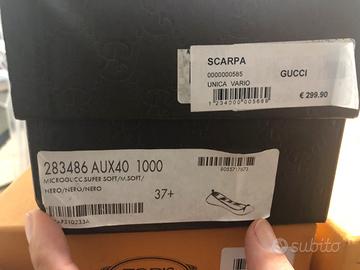 SCARPA
0000000585
UNICA VARIO
GUCCI
€ 299.90
283486 AUX40 1000
MICROGUCC.SUPER SOFT/M.SOFT/
NERO/NERO/NERO
37+
TOD'S
subito